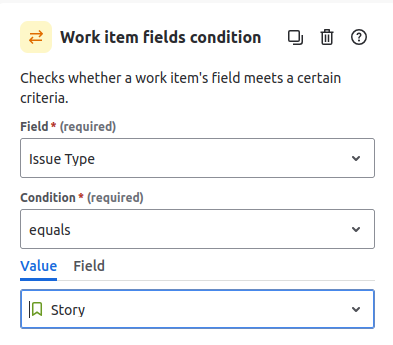 Work item fields condition
Checks whether a work item's field meets a certain
criteria.
Field * (required)
Issue Type
Condition * (required)
equals
Value Field
Story